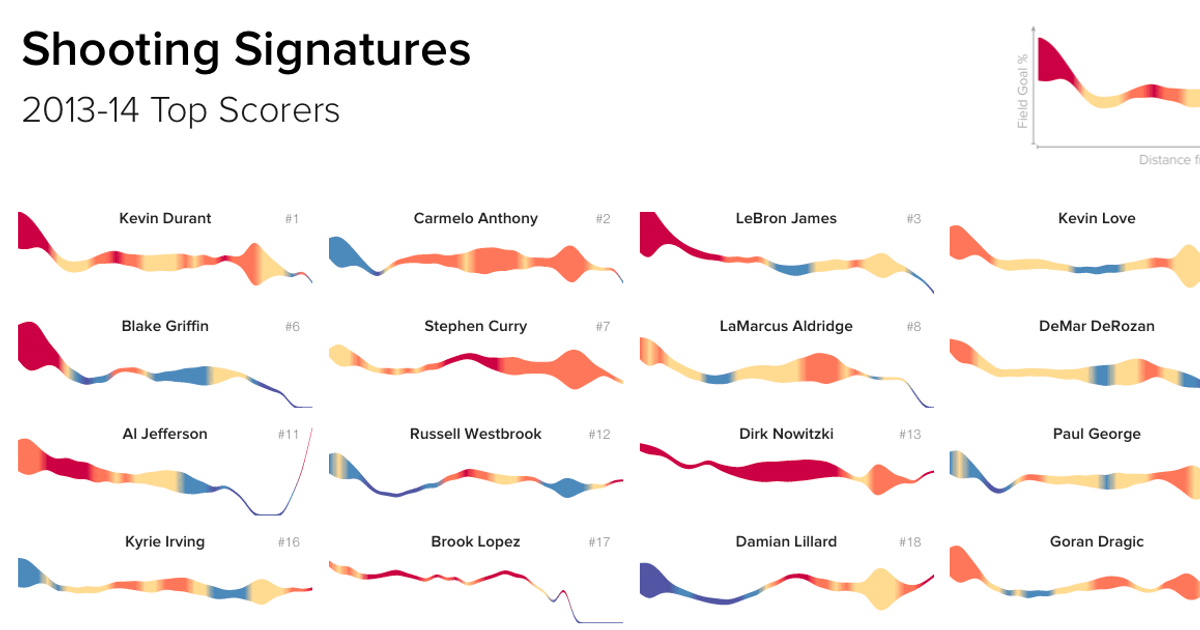 Shooting Signatures
2013-14 Top Scorers
Field Goal %
Distance
Kevin Durant #1
Carmelo Anthony #2
LeBron James #3
Kevin Love
Blake Griffin #6
Stephen Curry #7
LaMarcus Aldridge #8
DeMar DeRozan
Al Jefferson #11
Russell Westbrook #12
Dirk Nowitzki #13
Paul George
Kyrie Irving #16
Brook Lopez #17
Damian Lillard #18
Goran Dragic